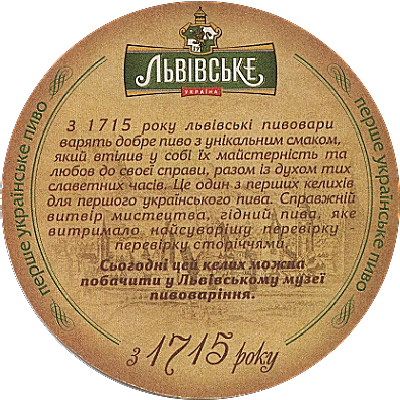 ЛЬВІВСЬКЕ
УКРАЇНА
З 1715 року львівські пивовари
варять добре пиво з унікальним смаком,
який втілив у собі їх майстерність та
любов до своєї справи, разом із духом тих
славетних часів. Це один з перших келихів
для першого українського пива. Справжній
витвір мистецтва, гідний пива, яке
витримало найсуворішу перевірку -
перевірку сторіччями.
Сьогодні цей келих можна
побачити у Львівському музеї
пивоваріння.
з 1715 року
перше українське пиво
перше українське пиво